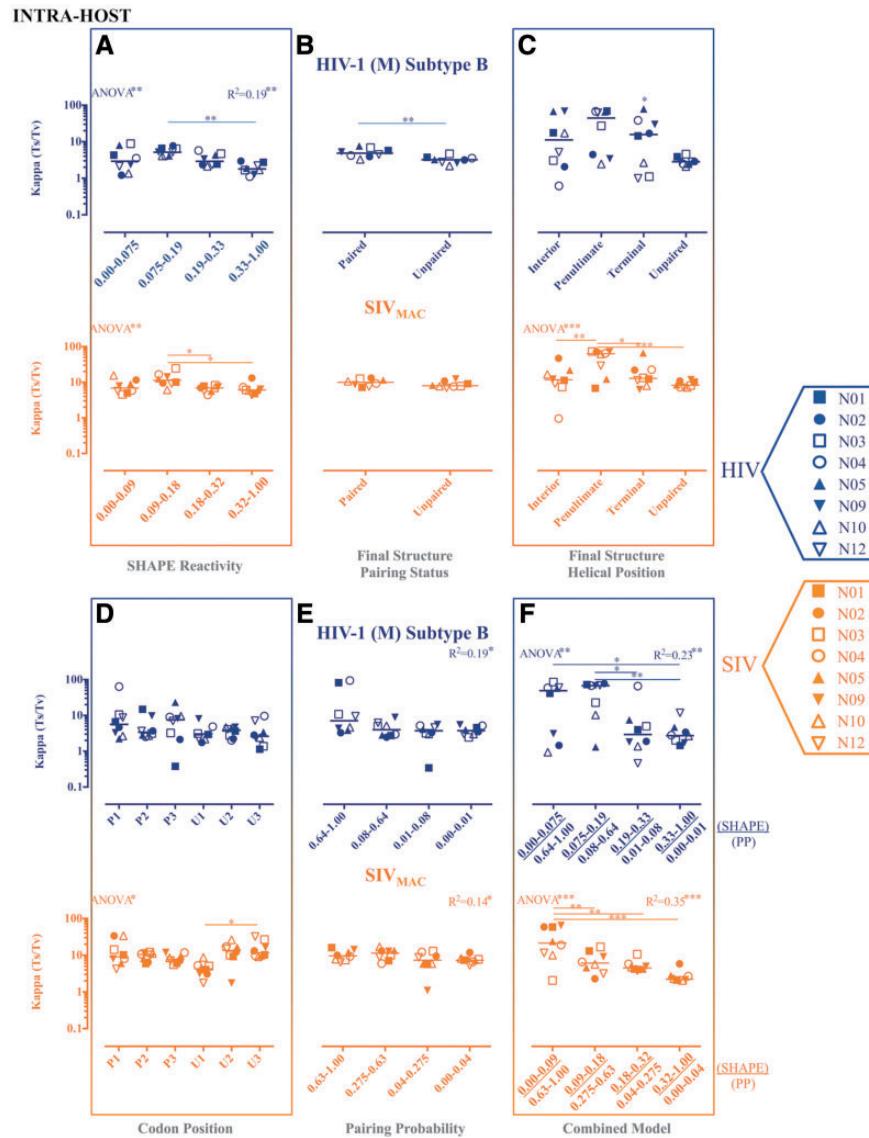 INTRA-HOST
A
B
C
HIV-1 (M) Subtype B
ANOVA**
R²=0.19**
**
**
*
Kappa (Ts/Tv)
100
10
1
0.1
0.00-0.075
0.075-0.19
0.19-0.33
0.33-1.00
Paired
Unpaired
Interior
Penultimate
Terminal
Unpaired
SIVMAC
ANOVA**
*
*
ANOVA***
**
*
***
Kappa (Ts/Tv)
100
10
1
0.1
0.00-0.09
0.09-0.18
0.18-0.32
0.32-1.00
Paired
Unpaired
Interior
Penultimate
Terminal
Unpaired
SHAPE Reactivity
Final Structure
Pairing Status
Final Structure
Helical Position
HIV
N01
N02
N03
N04
N05
N09
N10
N12
SIV
N01
N02
N03
N04
N05
N09
N10
N12
D
E
F
HIV-1 (M) Subtype B
R²=0.19*
ANOVA**
R²=0.23**
*
*
**
Kappa (Ts/Tv)
100
10
1
0.1
P1
P2
P3
U1
U2
U3
0.64-1.00
0.08-0.64
0.01-0.08
0.00-0.01
0.00-0.075
0.64-1.00
0.075-0.19
0.08-0.64
0.19-0.33
0.01-0.08
0.33-1.00
0.00-0.01
(SHAPE)
(PP)
SIVMAC
ANOVA*
*
R²=0.14*
ANOVA***
R²=0.35***
**
**
***
Kappa (Ts/Tv)
100
10
1
0.1
P1
P2
P3
U1
U2
U3
0.63-1.00
0.275-0.63
0.04-0.275
0.00-0.04
0.00-0.09
0.63-1.00
0.09-0.18
0.275-0.63
0.18-0.32
0.04-0.275
0.32-1.00
0.00-0.04
(SHAPE)
(PP)
Codon Position
Pairing Probability
Combined Model